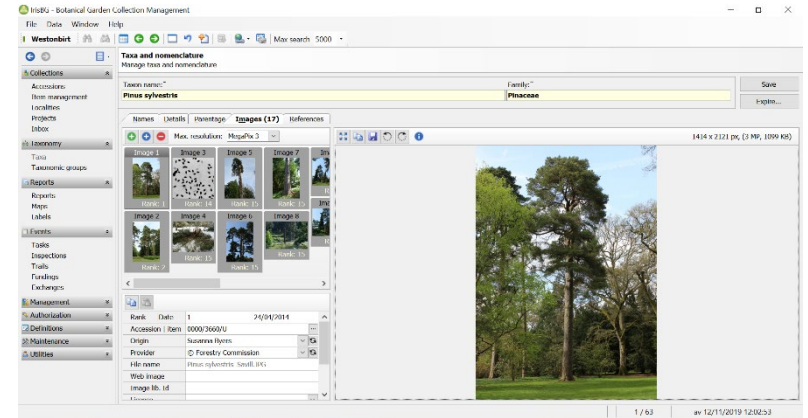 IrisBG - Botanical Garden Collection Management
File Data Window Help
Westonbirt Max search 5000
Taxa and nomenclature
Manage taxa and nomenclature
Collections
Accessions
Item management
Localities
Projects
Inbox
Taxonomy
Taxa
Taxonomic groups
Reports
Reports
Maps
Labels
Events
Tasks
Inspections
Trails
Fundings
Exchanges
Management
Authorization
Definitions
Maintenance
Utilities
Taxon name:* Family:*
Pinus sylvestris Pinaceae
Save
Expire...
Names Details Parentage Images (17) References
Max. resolution: MegaPix 3
1414 x 2121 px, (3 MP, 1099 KB)
Image 1 Image 3 Image 5 Image 7
Rank: 1 Rank: 14 Rank: 15 Rank: 15
Image 2 Image 4 Image 6 Image 8
Rank: 2 Rank: 15 Rank: 15 Rank: 15
Rank Date 1 24/04/2014
Accession | Item 0000/3660/U
Origin Susanna Byers
Provider © Forestry Commission
File name Pinus sylvestris Savill.JPG
Web image
Image lib. Id
Licence
1 / 63 av 12/11/2019 12:02:53